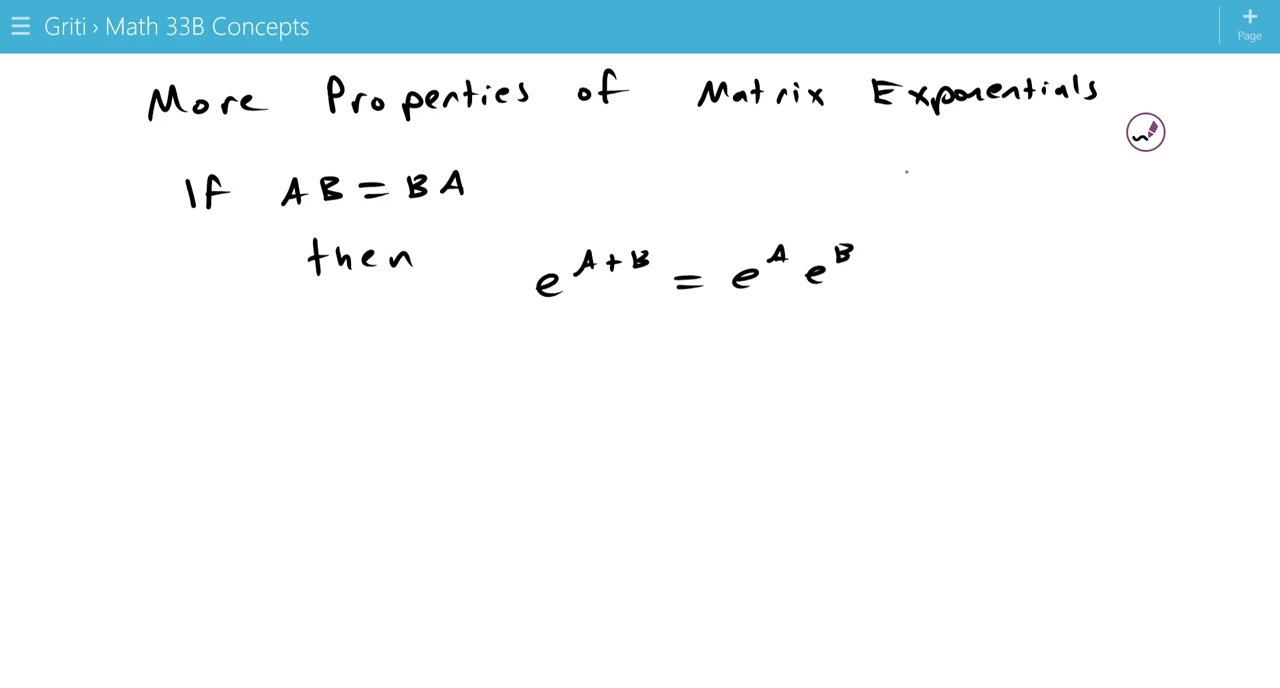 Griti › Math 33B Concepts
Page
More Properties of Matrix Exponentials
If AB = BA
then e^{A+B} = e^A e^B